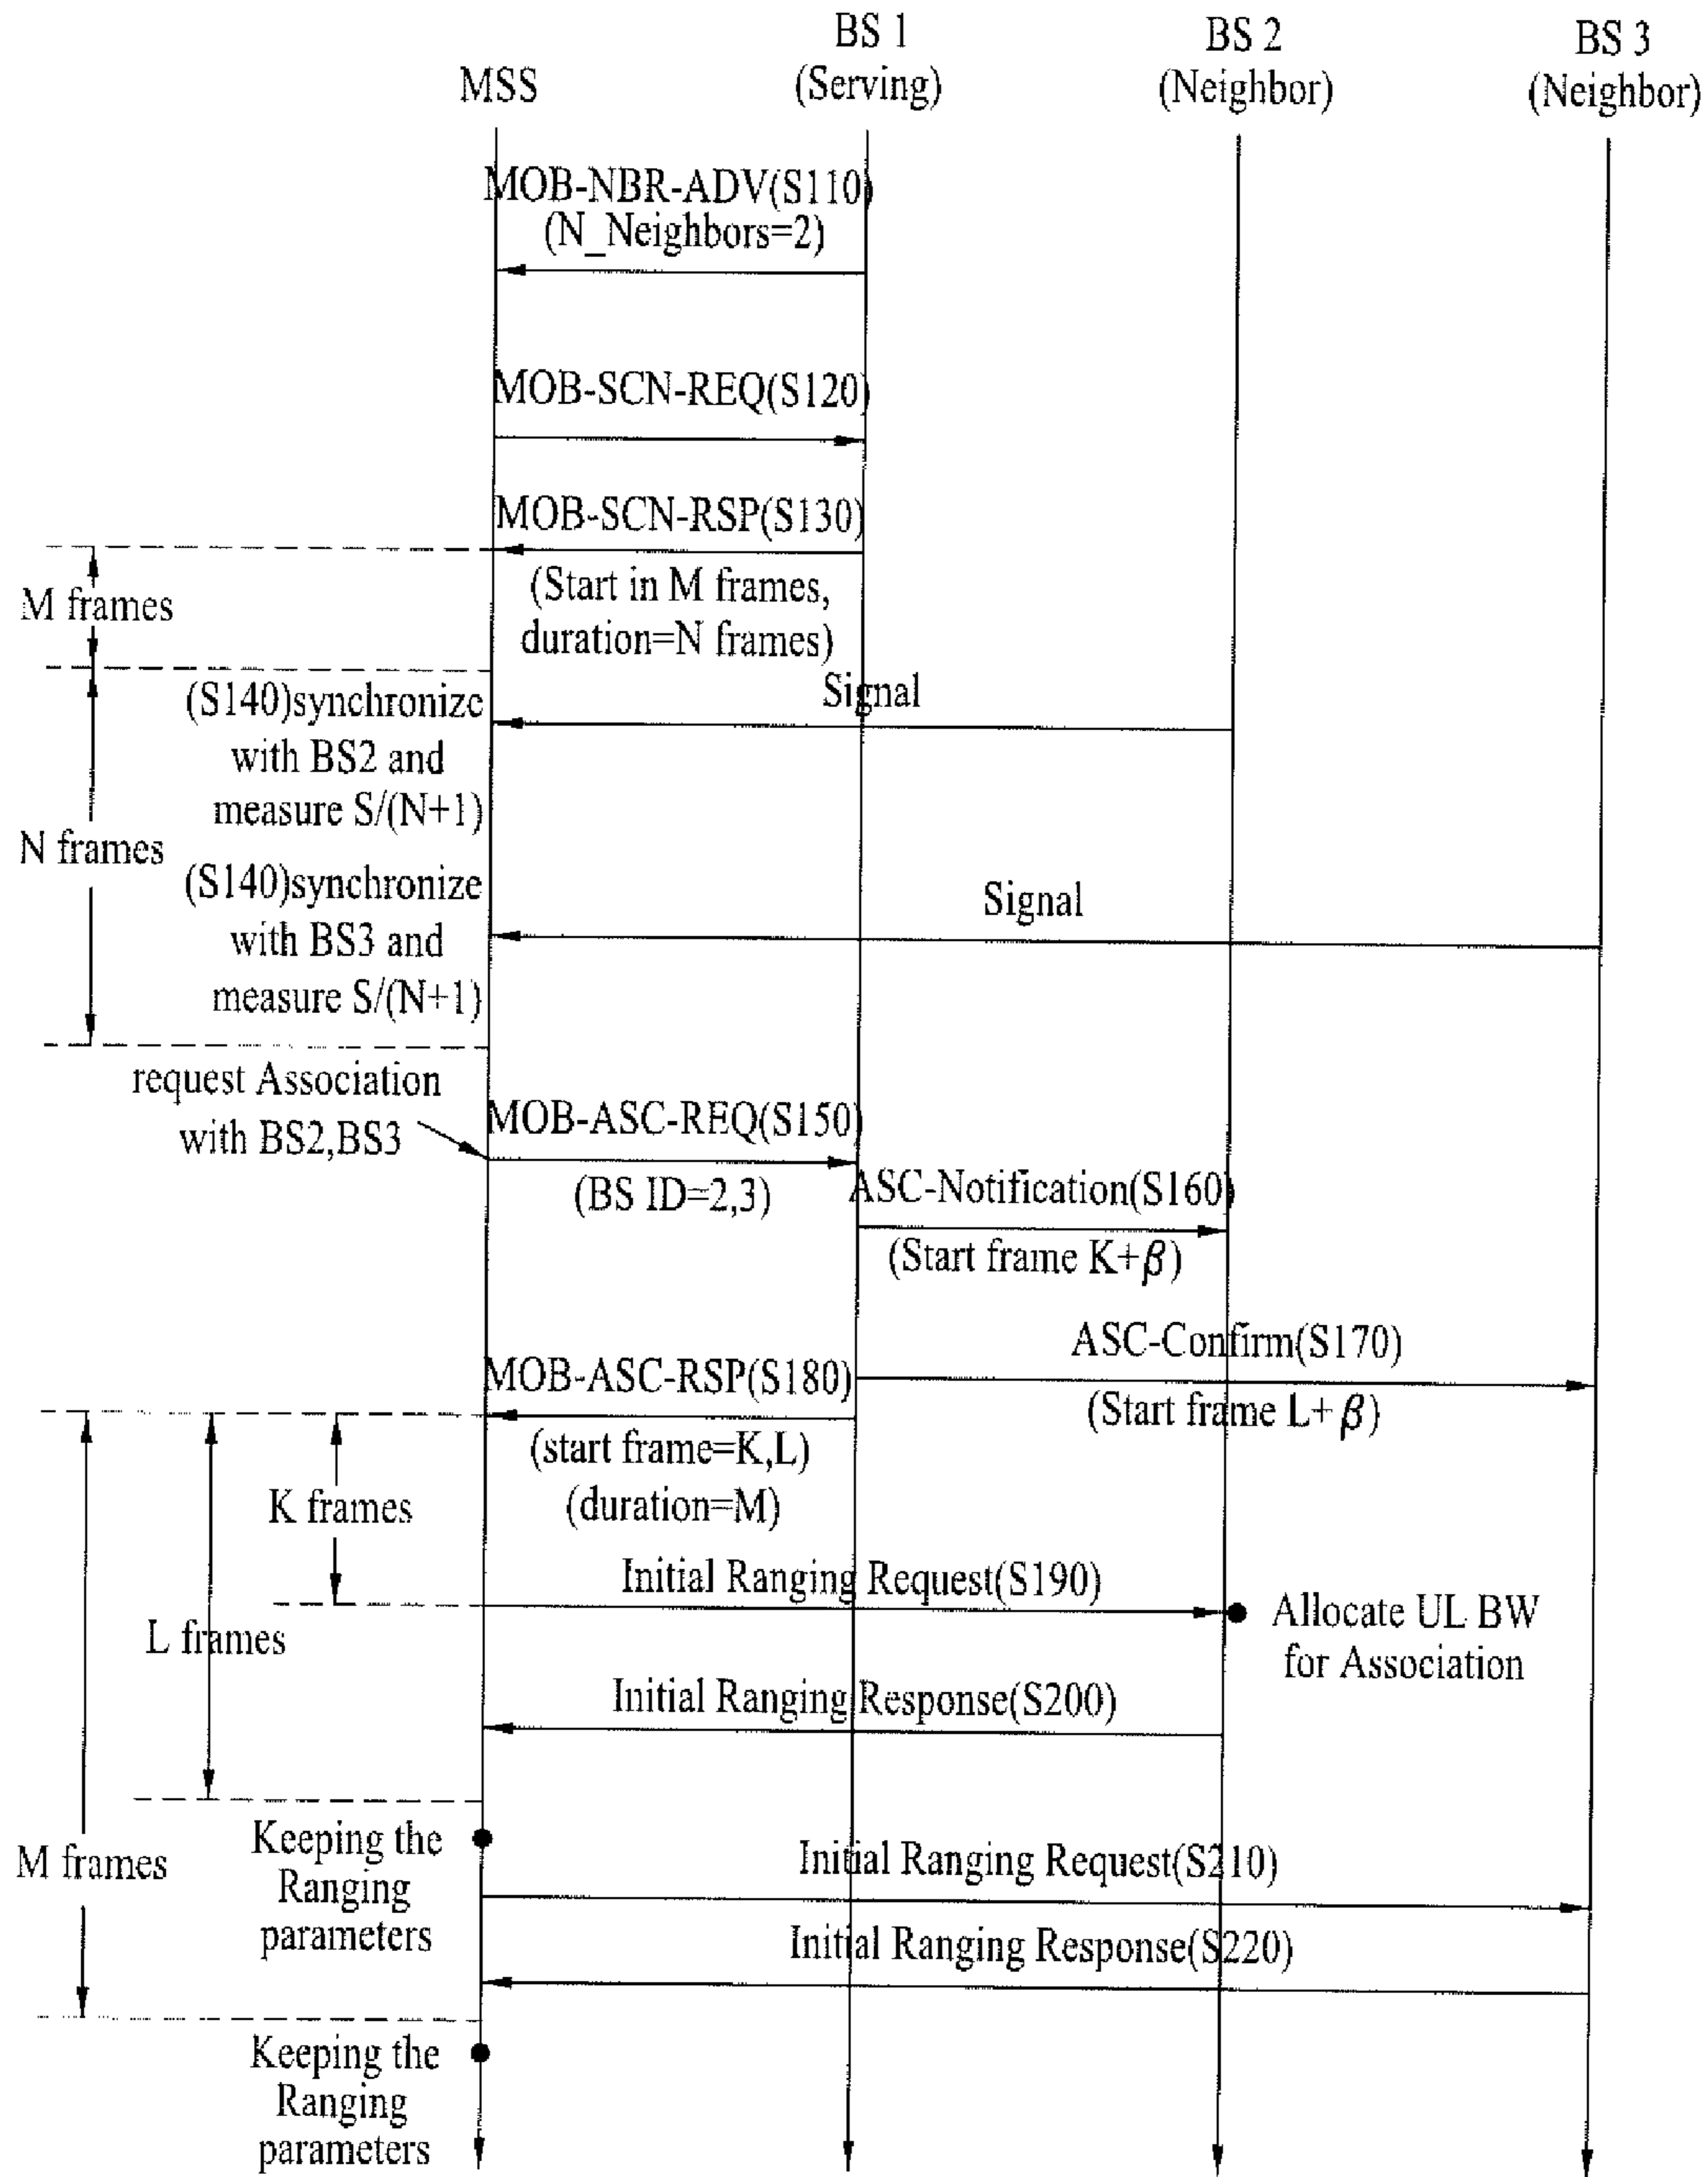 BS 1
(Serving)
BS 2
(Neighbor)
BS 3
(Neighbor)
MSS
MOB-NBR-ADV(S110)
(N_Neighbors=2)
MOB-SCN-REQ(S120)
MOB-SCN-RSP(S130)
(Start in M frames,
duration=N frames)
M frames
Signal
(S140)synchronize
with BS2 and
measure S/(N+1)
N frames
(S140)synchronize
with BS3 and
measure S/(N+1)
Signal
request Association
with BS2,BS3
MOB-ASC-REQ(S150)
(BS ID=2,3)
ASC-Notification(S160)
(Start frame K+β)
ASC-Confirm(S170)
(Start frame L+β)
MOB-ASC-RSP(S180)
(start frame=K,L)
(duration=M)
K frames
Initial Ranging Request(S190)
Allocate UL BW
for Association
L frames
Initial Ranging Response(S200)
Keeping the
Ranging
parameters
M frames
Initial Ranging Request(S210)
Initial Ranging Response(S220)
Keeping the
Ranging
parameters